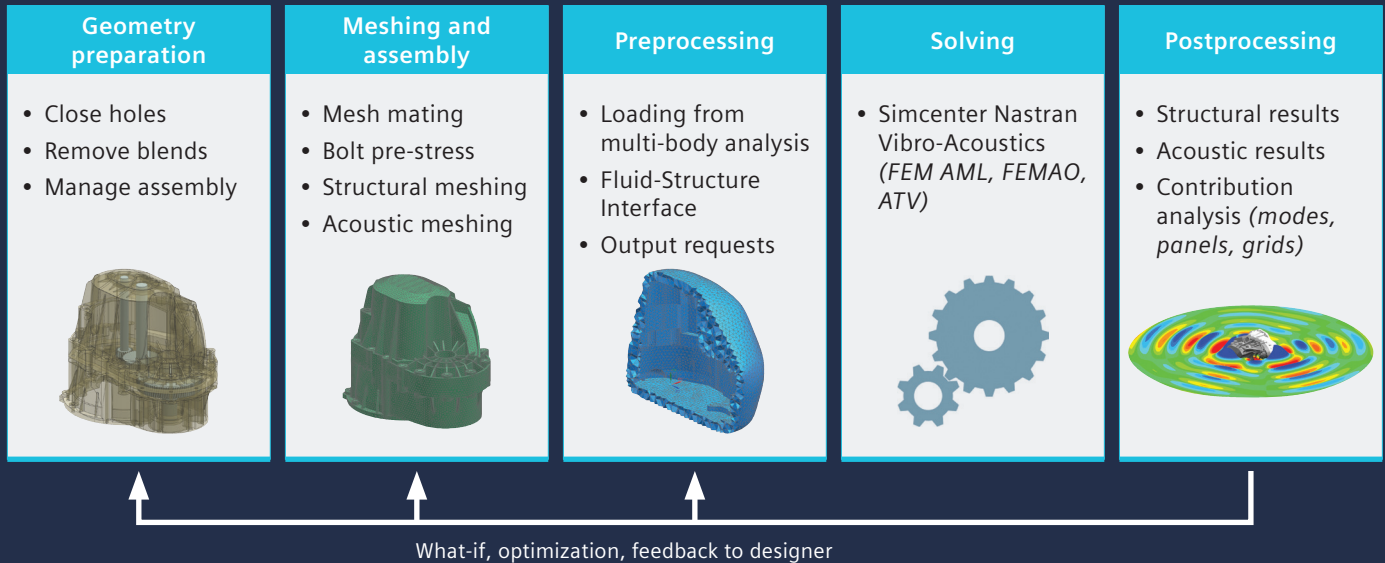 Geometry
preparation
• Close holes
• Remove blends
• Manage assembly
Meshing and
assembly
• Mesh mating
• Bolt pre-stress
• Structural meshing
• Acoustic meshing
Preprocessing
• Loading from
multi-body analysis
• Fluid-Structure
Interface
• Output requests
Solving
• Simcenter Nastran
Vibro-Acoustics
(FEM AML, FEMAO,
ATV)
Postprocessing
• Structural results
• Acoustic results
• Contribution
analysis (modes,
panels, grids)
What-if, optimization, feedback to designer